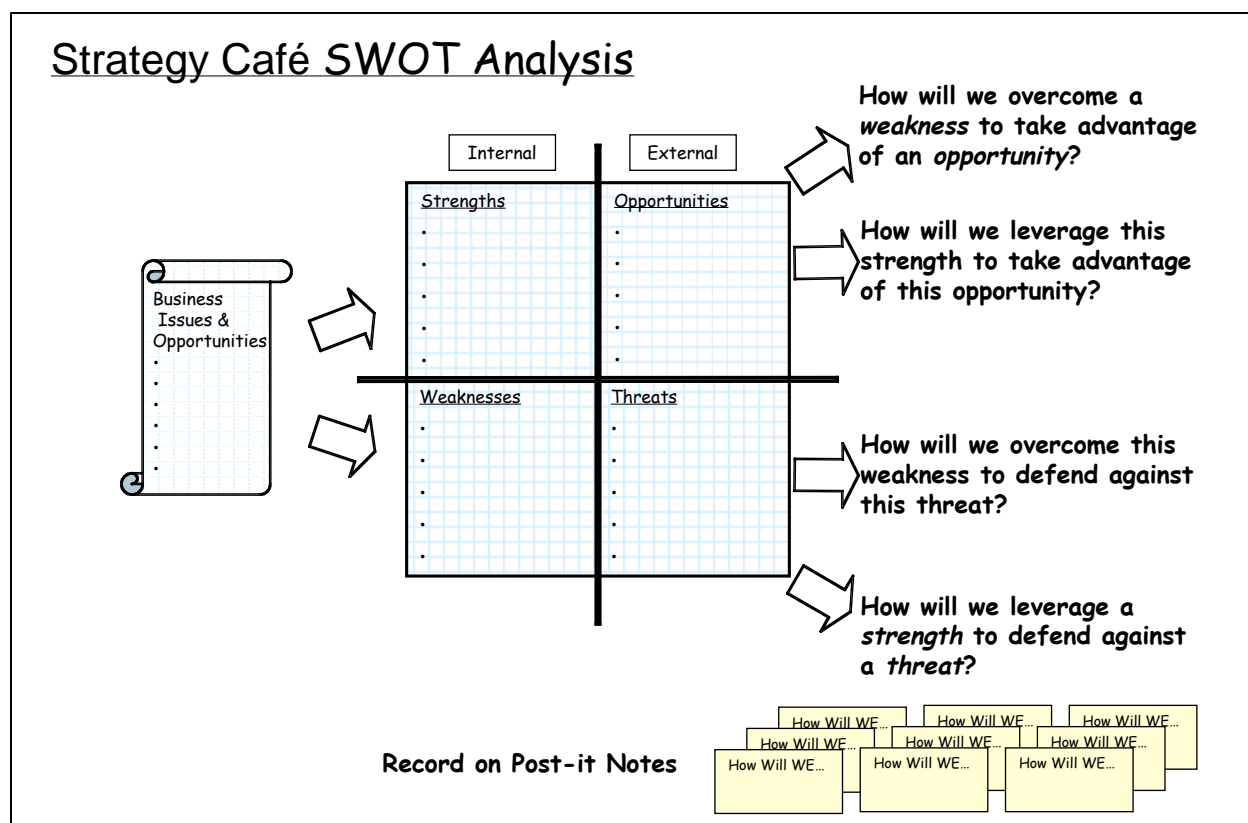 Strategy Café SWOT Analysis
Internal
External
Business
Issues &
Opportunities
•
•
•
•
•
•
Strengths
•
•
•
•
•
Opportunities
•
•
•
•
•
Weaknesses
•
•
•
•
•
Threats
•
•
•
•
•
How will we overcome a
weakness to take advantage
of an opportunity?
How will we leverage this
strength to take advantage
of this opportunity?
How will we overcome this
weakness to defend against
this threat?
How will we leverage a
strength to defend against
a threat?
Record on Post-it Notes
How Will WE...
How Will WE...
How Will WE...
How Will WE...
How Will WE...
How Will WE...
How Will WE...
How Will WE...
How Will WE...